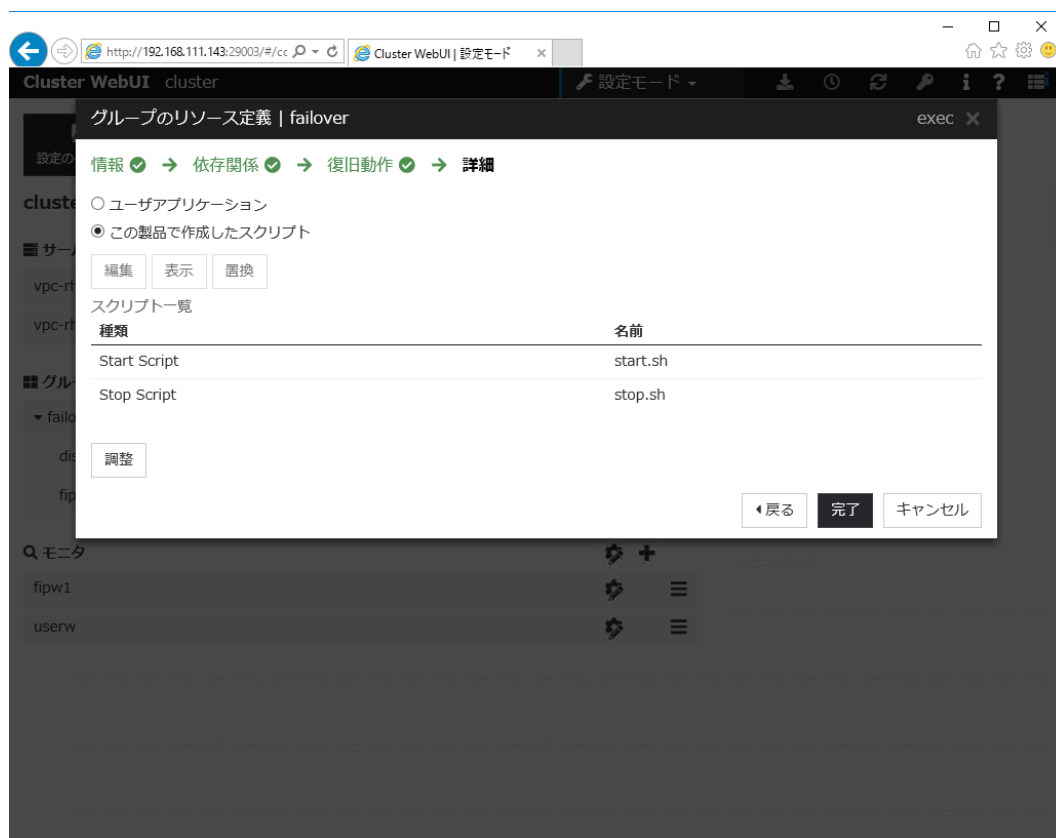 http://192.168.111.143:29003/#/cc
Cluster WebUI | 設定モード
Cluster WebUI cluster
設定モード
グループのリソース定義 | failover
exec
設定の
情報 → 依存関係 → 復旧動作 → 詳細
cluste
ユーザアプリケーション
この製品で作成したスクリプト
サーバ
編集 表示 置換
vpc-rh
スクリプト一覧
種類 名前
vpc-rh
Start Script start.sh
グルー
Stop Script stop.sh
failo
dis
調整
fip
戻る 完了 キャンセル
モニタ
fipw1
userw